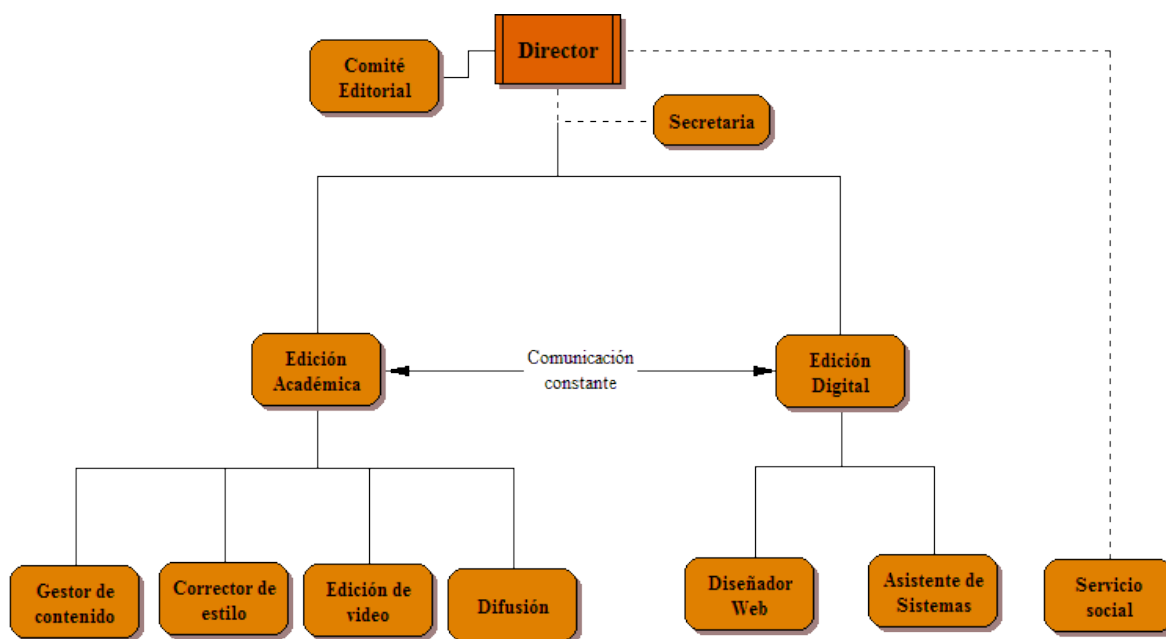 Director
Comité
Editorial
Secretaria
Edición
Académica
Comunicación
constante
Edición
Digital
Gestor de
contenido
Corrector de
estilo
Edición de
video
Difusión
Diseñador
Web
Asistente de
Sistemas
Servicio
social